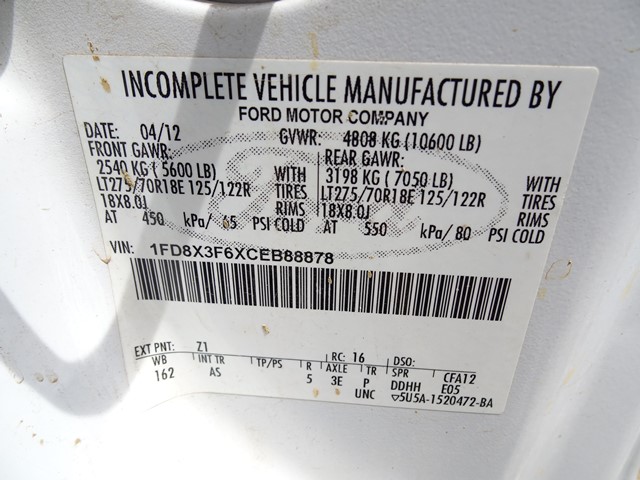 INCOMPLETE VEHICLE MANUFACTURED BY
FORD MOTOR COMPANY
DATE: 04/12 GVWR: 4808 KG (10600 LB)
FRONT GAWR: REAR GAWR:
2540 KG (5600 LB) WITH 3198 KG (7050 LB) WITH
LT275/70R18E 125/122R TIRES LT275/70R18E 125/122R TIRES
18X8.0J RIMS 18X8.0J RIMS
AT 450 kPa/ 65 PSI COLD AT 550 kPa/ 80 PSI COLD
VIN: 1FD8X3F6XCEB88878
EXT PNT: Z1 RC: 16 DSO:
WB INT TR TP/PS R AXLE TR SPR CFA12
162 AS 5 3E P DDHH E05
UNC ▽5U5A-1520472-BA